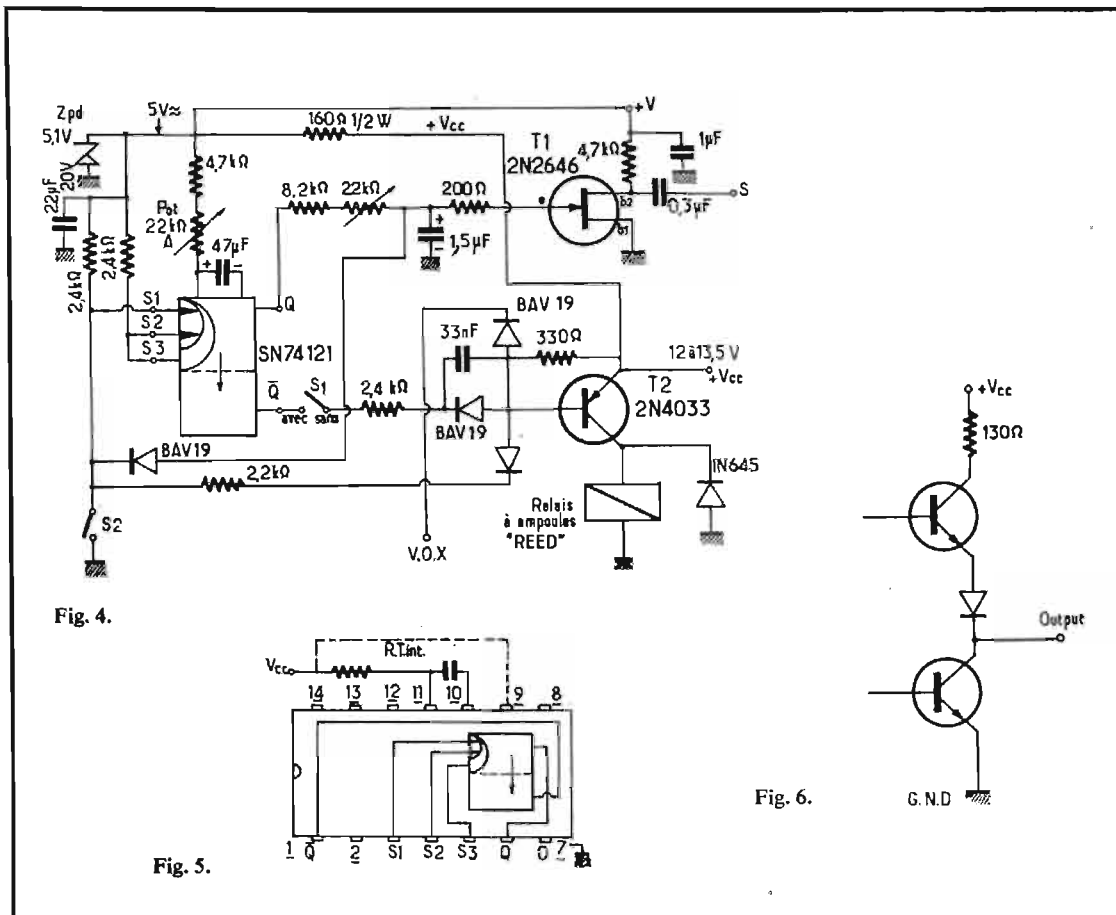 Zpd
5,1V
5V≈
160Ω 1/2 W
+Vcc
+V
T1
2N2646
4,7kΩ
1µF
22µF
20V
4,7kΩ
8,2kΩ
22kΩ
200Ω
b2
b1
0,3µF
S
Pot
22kΩ
A
47µF
+
-
+
-
1,5µF
2,4kΩ
2,4kΩ
Q
BAV 19
S1
S2
S3
SN74121
33nF
330Ω
12à13,5 V
+Vcc
T2
2N4033
Q̄
S1
avec
sans
2,4 kΩ
BAV19
BAV19
2,2kΩ
1N645
Relais
à ampoules
"REED"
S2
V.O.X
Fig. 4.
+Vcc
130Ω
Output
G.N.D
Fig. 6.
Vcc
R.T.int.
14 13 12 11 10 9 8
1 Q̄ 2 S1 S2 S3 Q O 7
Fig. 5.